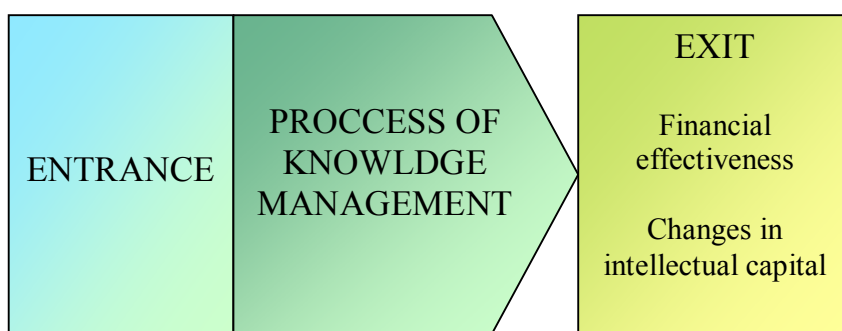 ENTRANCE
PROCCESS OF
KNOWLDGE
MANAGEMENT
EXIT
Financial
effectiveness
Changes in
intellectual capital